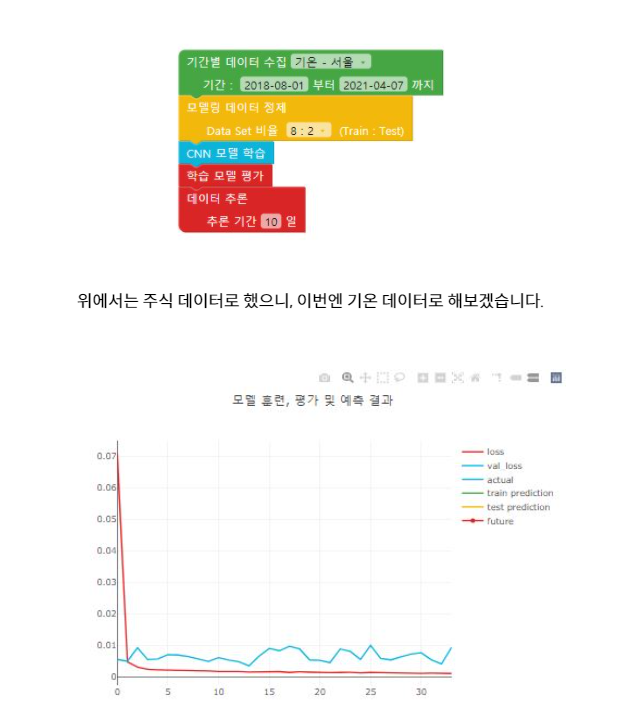 기간별 데이터 수집 기온 - 서울
기간 : 2018-08-01 부터 2021-04-07 까지
모델링 데이터 정제
Data Set 비율 8 : 2 (Train : Test)
CNN 모델 학습
학습 모델 평가
데이터 추론
추론 기간 10 일
위에서는 주식 데이터로 했으니, 이번엔 기온 데이터로 해보겠습니다.
모델 훈련, 평가 및 예측 결과
loss
val_loss
actual
train prediction
test prediction
future
0.07
0.06
0.05
0.04
0.03
0.02
0.01
0
0 5 10 15 20 25 30